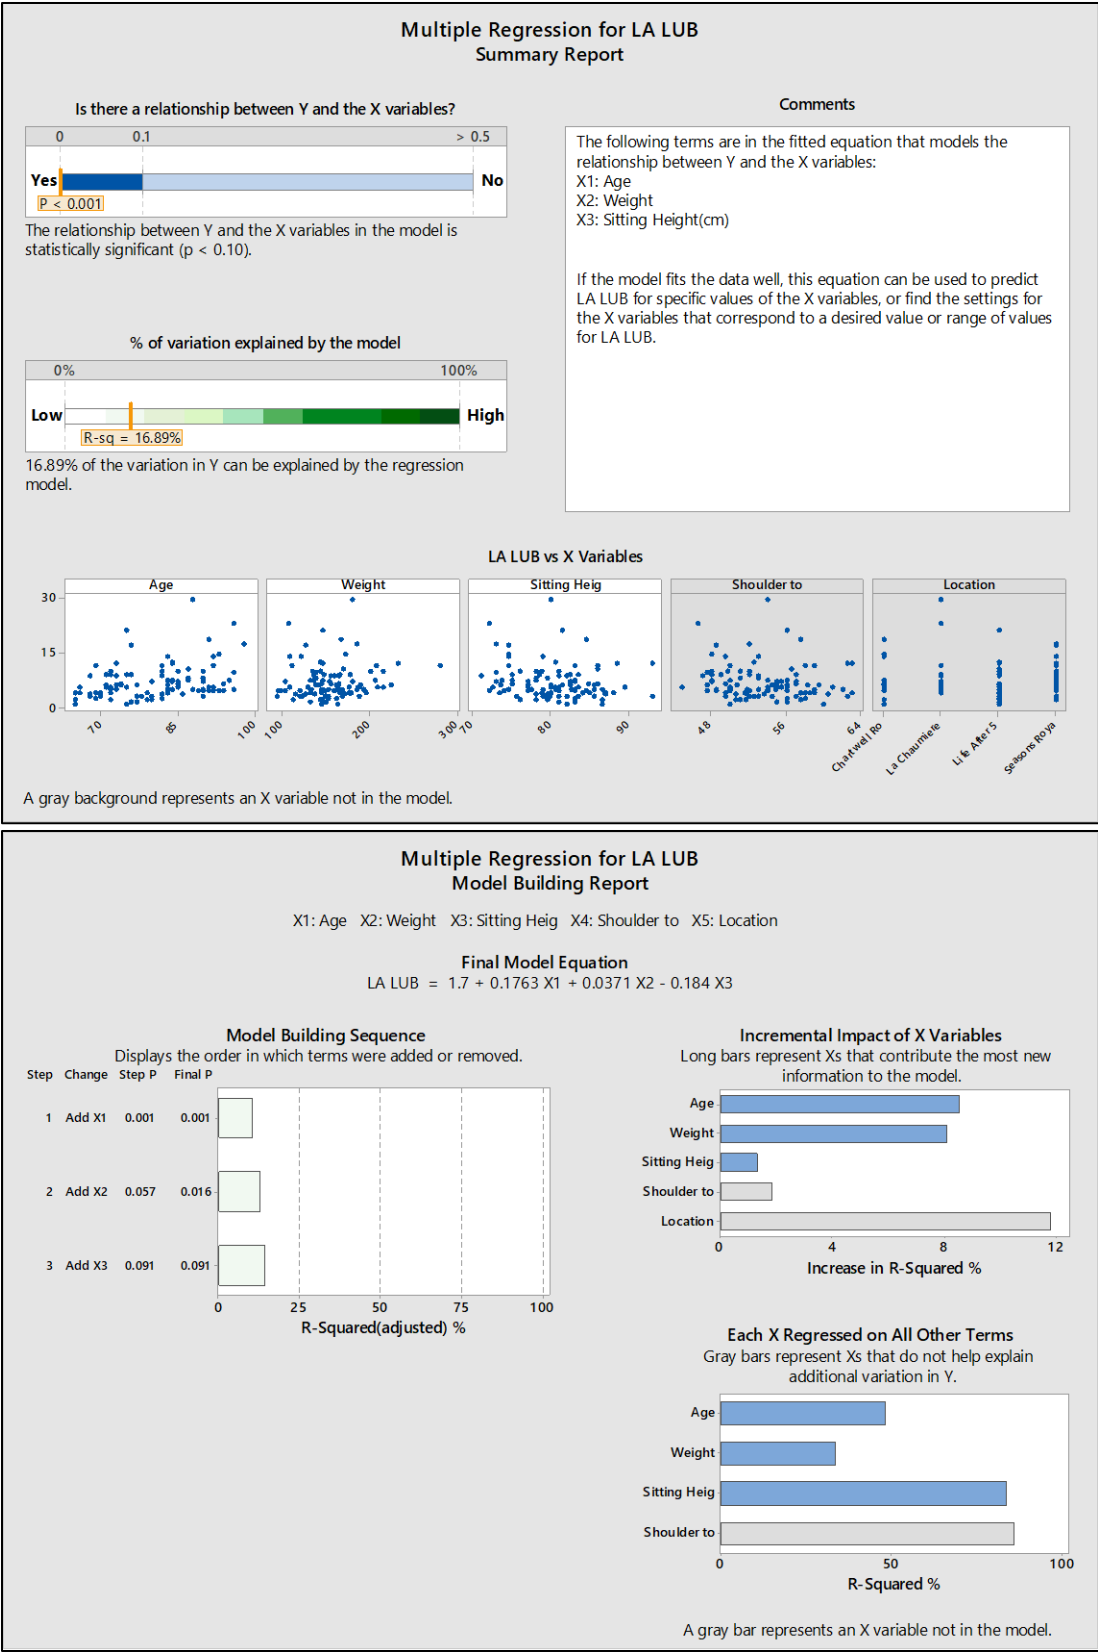 Multiple Regression for LA LUB
Summary Report
Is there a relationship between Y and the X variables?
0 0.1 > 0.5
Yes No
P < 0.001
The relationship between Y and the X variables in the model is
statistically significant (p < 0.10).
% of variation explained by the model
0% 100%
Low High
R-sq = 16.89%
16.89% of the variation in Y can be explained by the regression
model.
Comments
The following terms are in the fitted equation that models the
relationship between Y and the X variables:
X1: Age
X2: Weight
X3: Sitting Height(cm)
If the model fits the data well, this equation can be used to predict
LA LUB for specific values of the X variables, or find the settings for
the X variables that correspond to a desired value or range of values
for LA LUB.
LA LUB vs X Variables
Age Weight Sitting Heig Shoulder to Location
30
15
0
70 85 100 100 200 300 70 80 90 48 56 64 Chartwell Ro La Chaumiere Life After 5 Seasons Roya
A gray background represents an X variable not in the model.
Multiple Regression for LA LUB
Model Building Report
X1: Age X2: Weight X3: Sitting Heig X4: Shoulder to X5: Location
Final Model Equation
LA LUB = 1.7 + 0.1763 X1 + 0.0371 X2 - 0.184 X3
Model Building Sequence
Displays the order in which terms were added or removed.
Step Change Step P Final P
1 Add X1 0.001 0.001
2 Add X2 0.057 0.016
3 Add X3 0.091 0.091
0 25 50 75 100
R-Squared(adjusted) %
Incremental Impact of X Variables
Long bars represent Xs that contribute the most new
information to the model.
Age
Weight
Sitting Heig
Shoulder to
Location
0 4 8 12
Increase in R-Squared %
Each X Regressed on All Other Terms
Gray bars represent Xs that do not help explain
additional variation in Y.
Age
Weight
Sitting Heig
Shoulder to
0 50 100
R-Squared %
A gray bar represents an X variable not in the model.